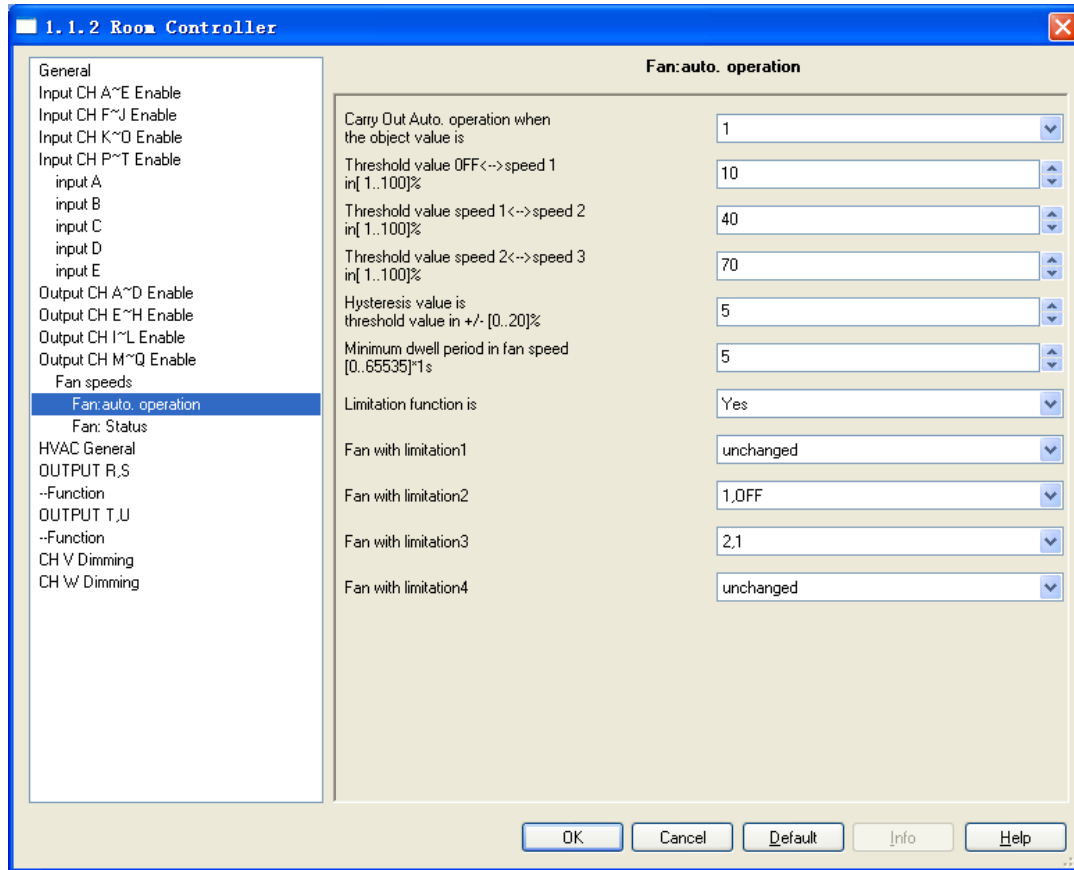 1.1.2 Room Controller
General
Input CH A~E Enable
Input CH F~J Enable
Input CH K~O Enable
Input CH P~T Enable
input A
input B
input C
input D
input E
Output CH A~D Enable
Output CH E~H Enable
Output CH I~L Enable
Output CH M~Q Enable
Fan speeds
Fan:auto. operation
Fan: Status
HVAC General
OUTPUT R,S
--Function
OUTPUT T,U
--Function
CH V Dimming
CH W Dimming
Fan:auto. operation
Carry Out Auto. operation when
the object value is
1
Threshold value 0FF<-->speed 1
in[ 1..100]%
10
Threshold value speed 1<-->speed 2
in[ 1..100]%
40
Threshold value speed 2<-->speed 3
in[ 1..100]%
70
Hysteresis value is
threshold value in +/- [0..20]%
5
Minimum dwell period in fan speed
[0..65535]*1s
5
Limitation function is
Yes
Fan with limitation1
unchanged
Fan with limitation2
1,OFF
Fan with limitation3
2,1
Fan with limitation4
unchanged
OK
Cancel
Default
Info
Help